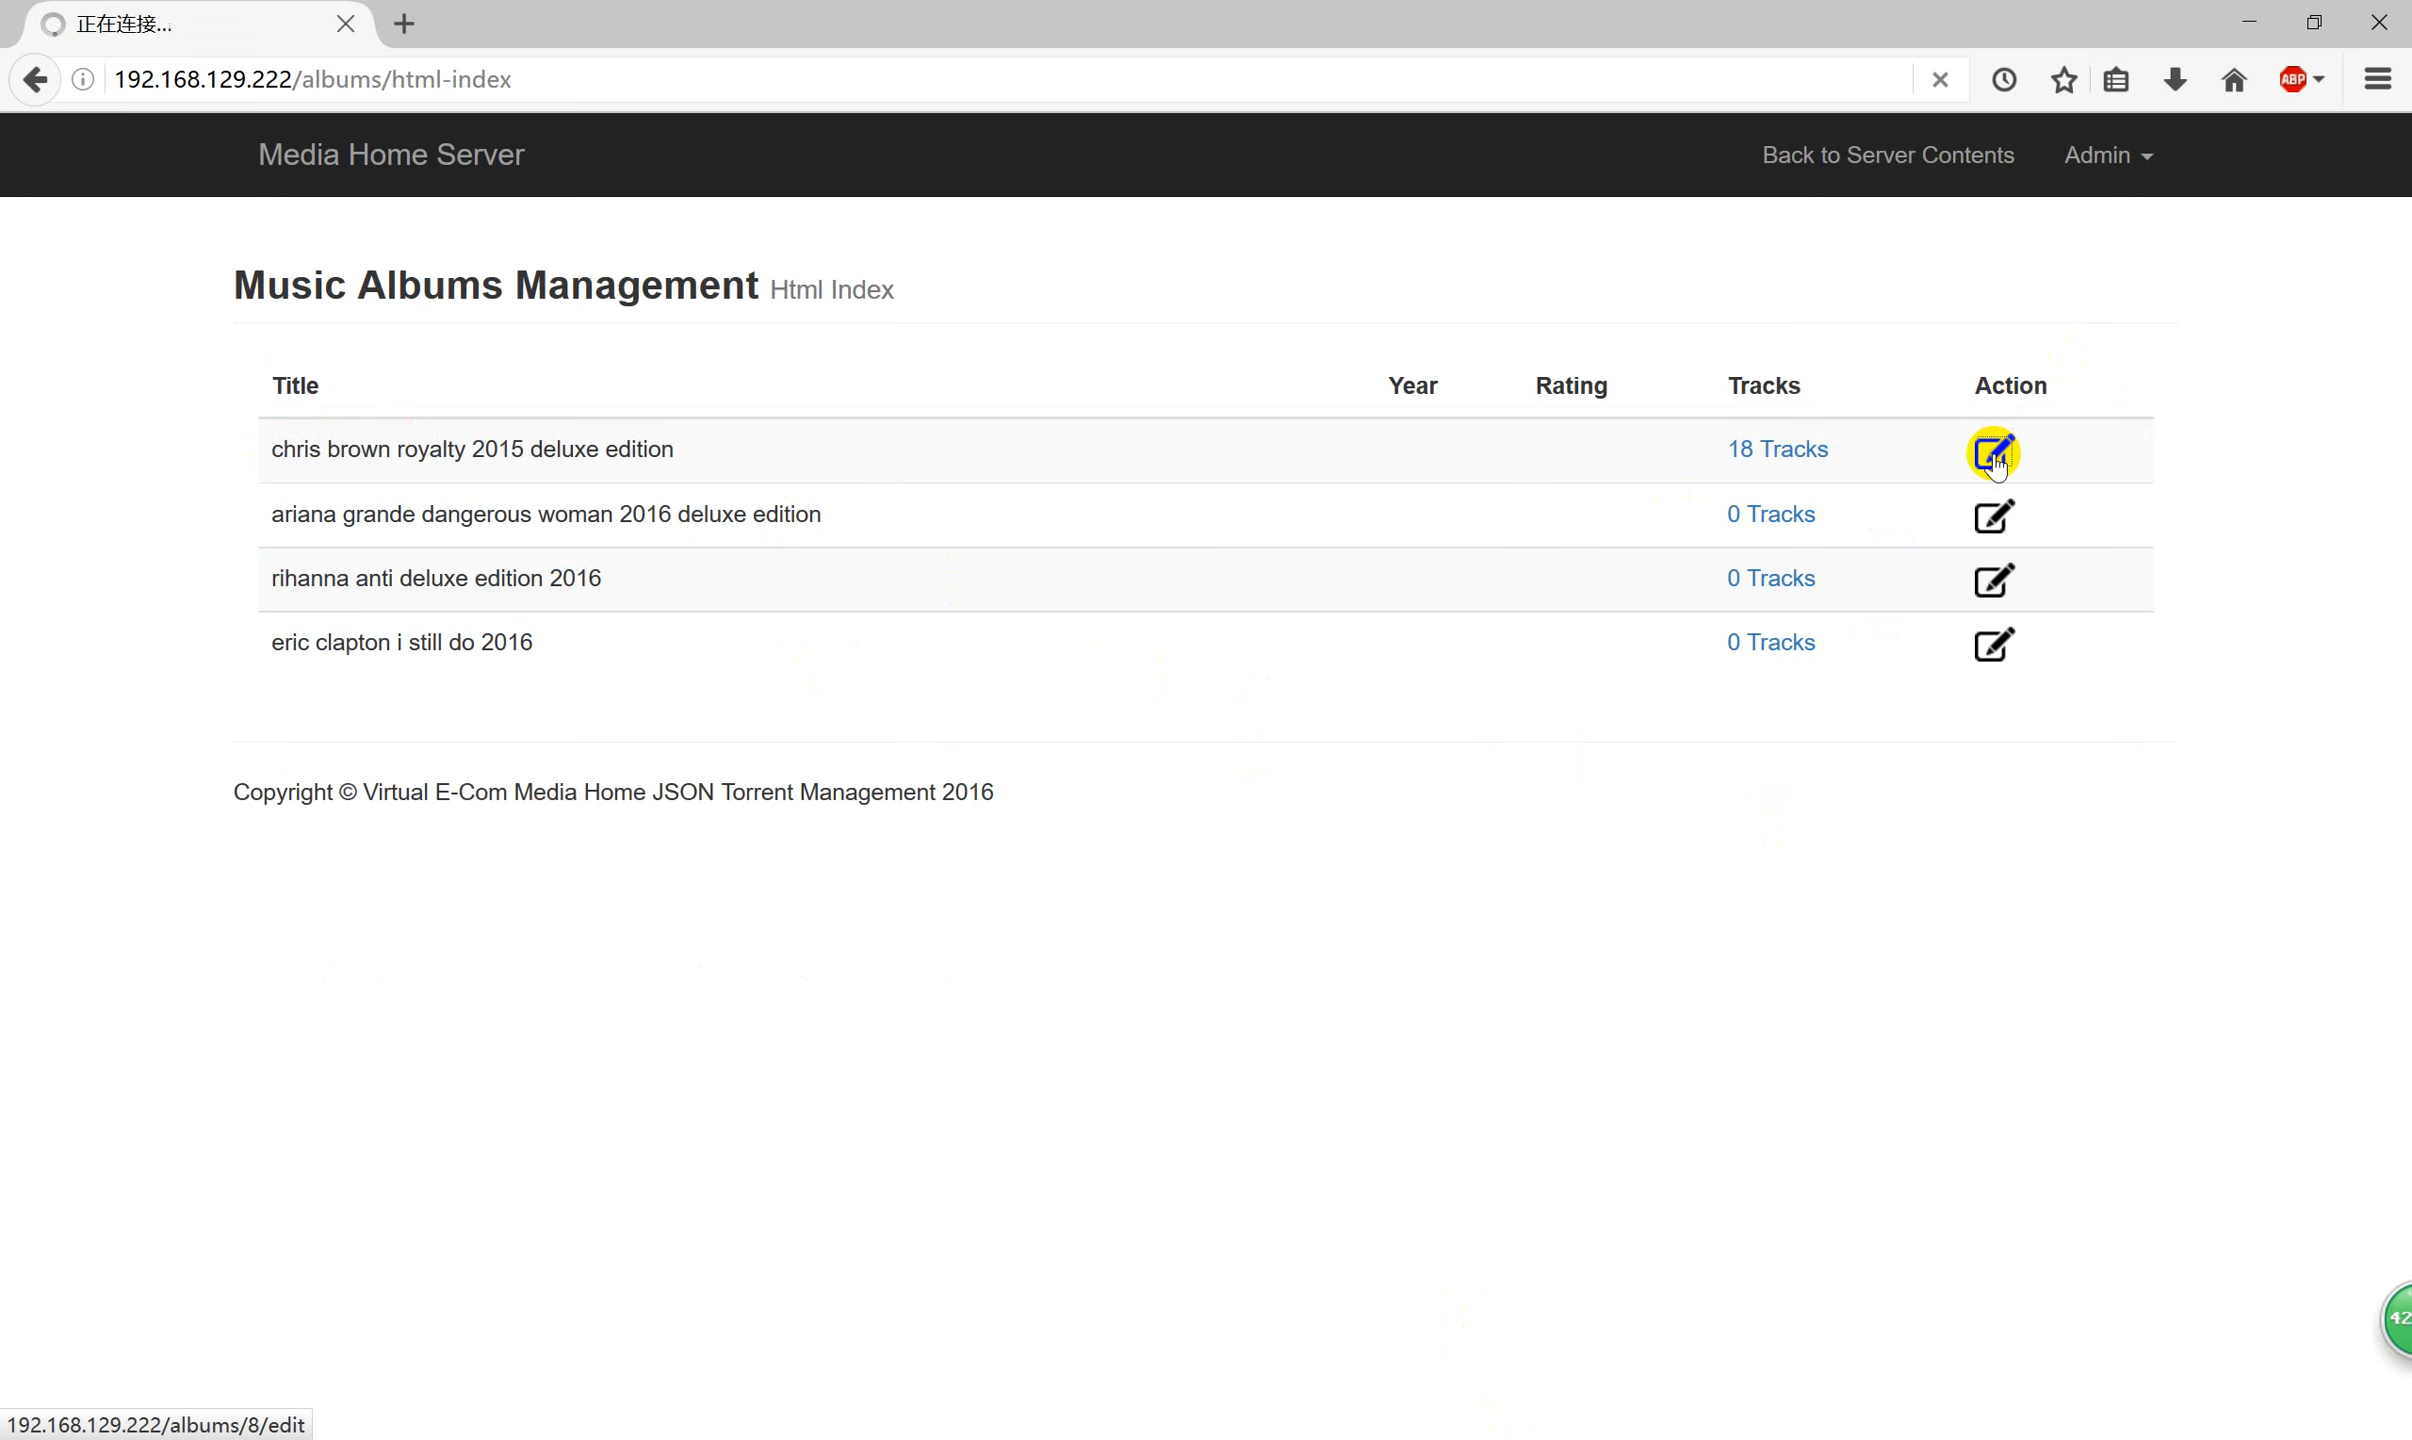 正在连接...
192.168.129.222/albums/html-index
ABP
Media Home Server
Back to Server Contents
Admin
Music Albums Management Html Index
Title Year Rating Tracks Action
chris brown royalty 2015 deluxe edition 18 Tracks
ariana grande dangerous woman 2016 deluxe edition 0 Tracks
rihanna anti deluxe edition 2016 0 Tracks
eric clapton i still do 2016 0 Tracks
Copyright © Virtual E-Com Media Home JSON Torrent Management 2016
42
192.168.129.222/albums/8/edit